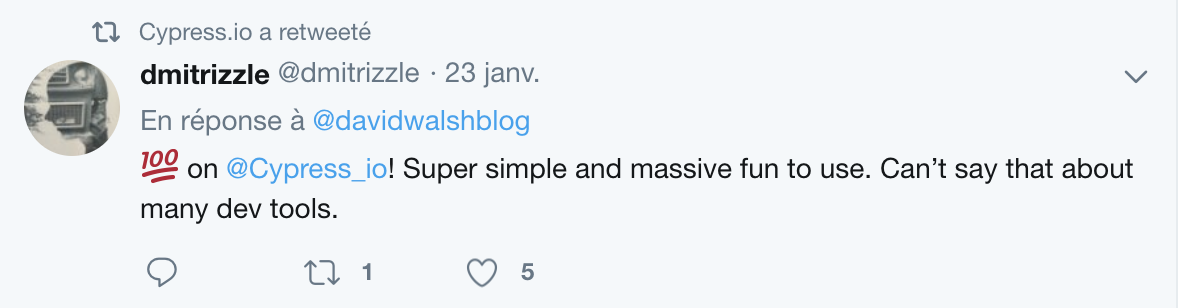 Cypress.io a retweeté
dmitrizzle @dmitrizzle · 23 janv.
En réponse à @davidwalshblog
💯 on @Cypress_io! Super simple and massive fun to use. Can’t say that about
many dev tools.
1 5